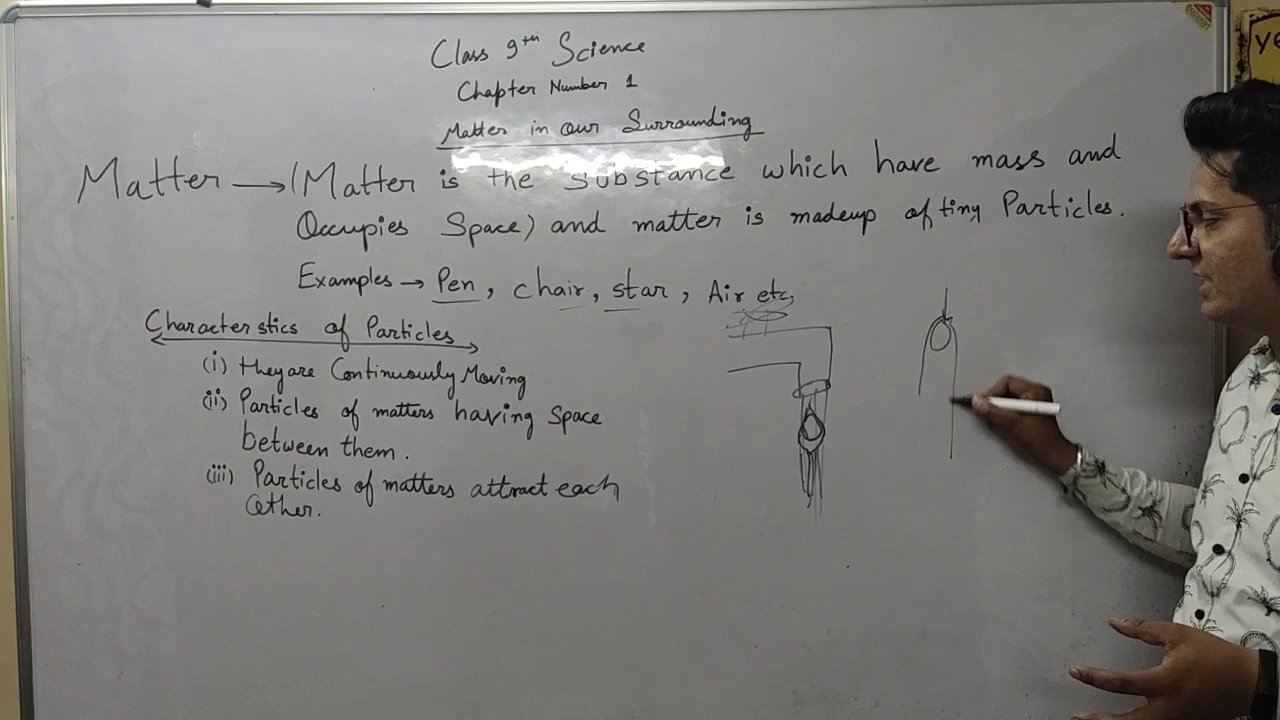 Class 9th Science
Chapter Number 1
Matter in our Surrounding
Matter → (Matter is the substance which have mass and
Occupies Space) and matter is madeup of tiny Particles.
Examples → Pen, chair, star, Air etc.
Characterstics of Particles
(i) they are Continuously Moving
(ii) Particles of matters having Space
between them.
(iii) Particles of matters attract each
other.